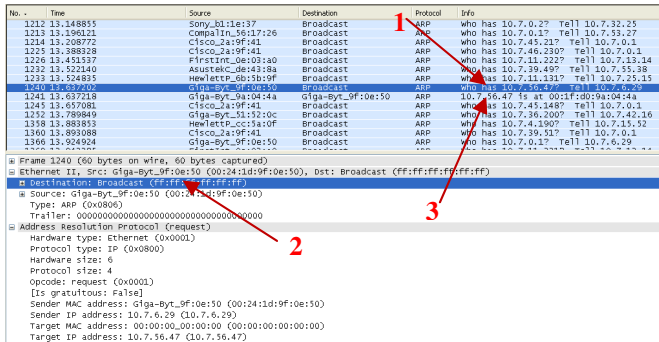 No. - Time Source Destination Protocol Info
1212 13.148855 Sony_b1:1e:37 Broadcast ARP Who has 10.7.0.2? Tell 10.7.32.25
1213 13.196121 CompalIn_56:17:26 Broadcast ARP Who has 10.7.0.1? Tell 10.7.53.27
1214 13.208772 Cisco_2a:9f:41 Broadcast ARP Who has 10.7.45.21? Tell 10.7.0.1
1225 13.388328 Cisco_2a:9f:41 Broadcast ARP Who has 10.7.46.230? Tell 10.7.0.1
1226 13.451537 FirstInt_0e:03:a0 Broadcast ARP Who has 10.7.11.222? Tell 10.7.13.14
1232 13.522140 AsustekC_de:43:8a Broadcast ARP Who has 10.7.39.49? Tell 10.7.55.38
1233 13.524835 HewlettP_6b:5b:9f Broadcast ARP Who has 10.7.11.131? Tell 10.7.25.15
1240 13.637202 Giga-Byt_9f:0e:50 Broadcast ARP Who has 10.7.56.47? Tell 10.7.6.29
1241 13.637218 Giga-Byt_9a:04:4a Giga-Byt_9f:0e:50 ARP 10.7.56.47 is at 00:1f:d0:9a:04:4a
1245 13.657081 Cisco_2a:9f:41 Broadcast ARP Who has 10.7.45.148? Tell 10.7.0.1
1252 13.789849 Giga-Byt_51:52:0c Broadcast ARP Who has 10.7.36.200? Tell 10.7.42.16
1358 13.883853 HewlettP_cc:5a:0f Broadcast ARP Who has 10.7.4.190? Tell 10.7.15.52
1360 13.893088 Cisco_2a:9f:41 Broadcast ARP Who has 10.7.39.51? Tell 10.7.0.1
1366 13.924924 Giga-Byt_9f:0e:50 Broadcast ARP Who has 10.7.0.1? Tell 10.7.6.29
1
3
Frame 1240 (60 bytes on wire, 60 bytes captured)
Ethernet II, Src: Giga-Byt_9f:0e:50 (00:24:1d:9f:0e:50), Dst: Broadcast (ff:ff:ff:ff:ff:ff)
Destination: Broadcast (ff:ff:ff:ff:ff:ff)
Source: Giga-Byt_9f:0e:50 (00:24:1d:9f:0e:50)
Type: ARP (0x0806)
Trailer: 000000000000000000000000000000000000
2
Address Resolution Protocol (request)
Hardware type: Ethernet (0x0001)
Protocol type: IP (0x0800)
Hardware size: 6
Protocol size: 4
Opcode: request (0x0001)
[Is gratuitous: False]
Sender MAC address: Giga-Byt_9f:0e:50 (00:24:1d:9f:0e:50)
Sender IP address: 10.7.6.29 (10.7.6.29)
Target MAC address: 00:00:00_00:00:00 (00:00:00:00:00:00)
Target IP address: 10.7.56.47 (10.7.56.47)